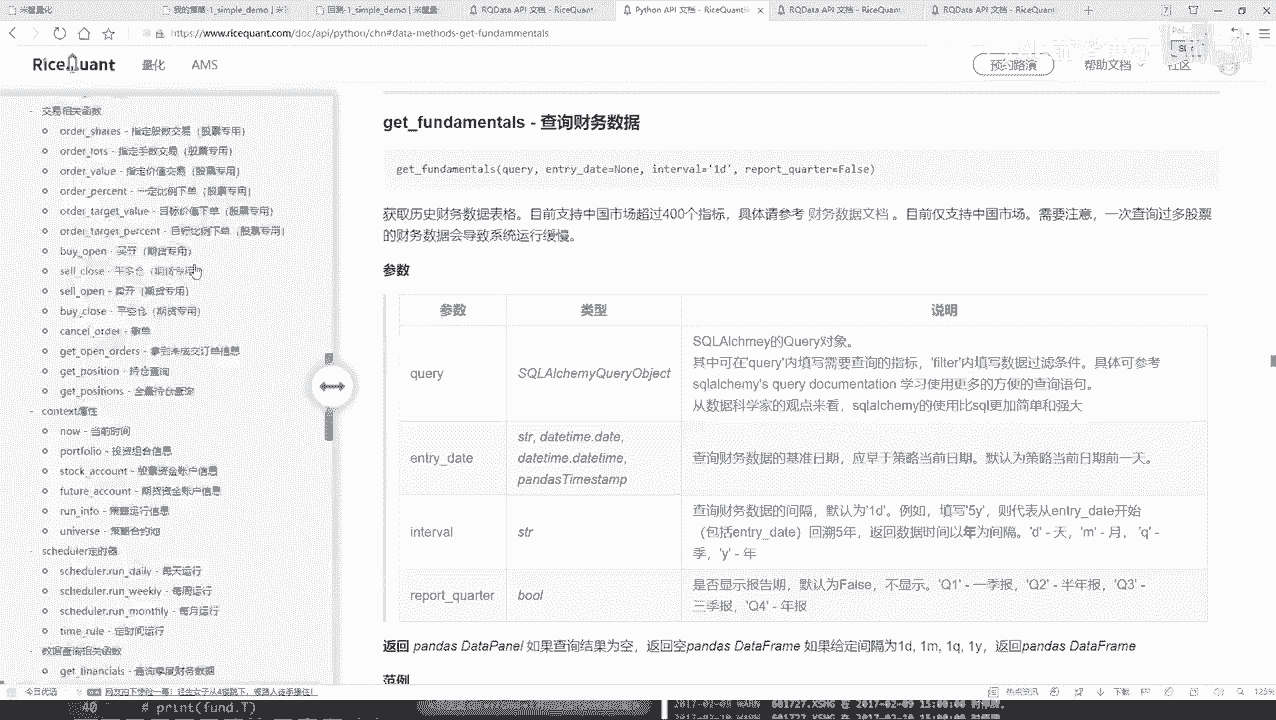 米筐量化
我的策略-1_simple_demo | 米
回测-1_simple_demo | 米筐量
RQData API 文档 - RiceQuant
Python API 文档 - RiceQuant
RQData API 文档 - RiceQuant
RQData API 文档 - RiceQuant
https://www.ricequant.com/doc/api/python/chn#data-methods-get-fundammentals
RiceQuant
量化
AMS
预约路演
帮助文档
社区
交易相关函数
order_shares - 指定股数交易（股票专用）
order_lots - 指定手数交易（股票专用）
order_value - 指定价值交易（股票专用）
order_percent - 一定比例下单（股票专用）
order_target_value - 目标价值下单（股票专用）
order_target_percent - 目标比例下单（股票专用）
buy_open - 买开（期货专用）
sell_close - 平多仓（期货专用）
sell_open - 卖开（期货专用）
buy_close - 平空仓（期货专用）
cancel_order - 撤单
get_open_orders - 拿到未成交订单信息
get_position - 持仓查询
get_positions - 全量持仓查询
context属性
now - 当前时间
portfolio - 投资组合信息
stock_account - 股票资金账户信息
future_account - 期货资金账户信息
run_info - 策略运行信息
universe - 策略合约池
scheduler定时器
scheduler.run_daily - 每天运行
scheduler.run_weekly - 每周运行
scheduler.run_monthly - 每月运行
time_rule - 定时间运行
数据查询相关函数
get_financials - 查询季度财务数据
get_fundamentals - 查询财务数据
get_fundamentals(query, entry_date=None, interval='1d', report_quarter=False)
获取历史财务数据表格。目前支持中国市场超过400个指标，具体请参考 财务数据文档 。目前仅支持中国市场。需要注意，一次查询过多股票
的财务数据会导致系统运行缓慢。
参数
参数 类型 说明
query SQLAlchemyQueryObject
SQLAlchmey的Query对象。
其中可在'query'内填写需要查询的指标，'filter'内填写数据过滤条件。具体可参考
sqlalchemy's query documentation 学习使用更多的方便的查询语句。
从数据科学家的观点来看，sqlalchemy的使用比sql更加简单和强大
entry_date
str, datetime.date,
datetime.datetime,
pandasTimestamp
查询财务数据的基准日期，应早于策略当前日期。默认为策略当前日期前一天。
interval str
查询财务数据的间隔，默认为'1d'。例如，填写'5y'，则代表从entry_date开始
（包括entry_date）回溯5年，返回数据时间以年为间隔。'd' - 天，'m' - 月， 'q' -
季，'y' - 年
report_quarter bool
是否显示报告期，默认为False，不显示。'Q1' - 一季报，'Q2' - 半年报，'Q3' -
三季报，'Q4' - 年报
返回 pandas DataPanel 如果查询结果为空，返回空pandas DataFrame 如果给定间隔为1d, 1m, 1q, 1y，返回pandas DataFrame
范例
今日优选
热点资讯
下载
125%
40 # print(fund.T)